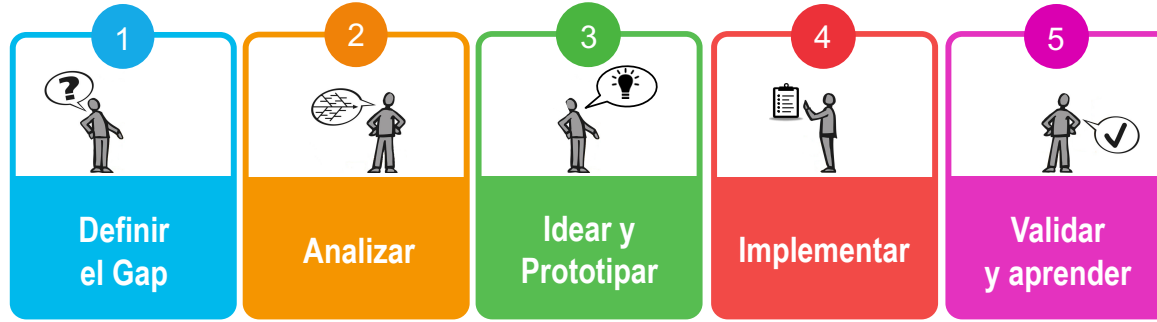 1
2
3
4
5
?
Definir
el Gap
Analizar
Idear y
Prototipar
Implementar
Validar
y aprender